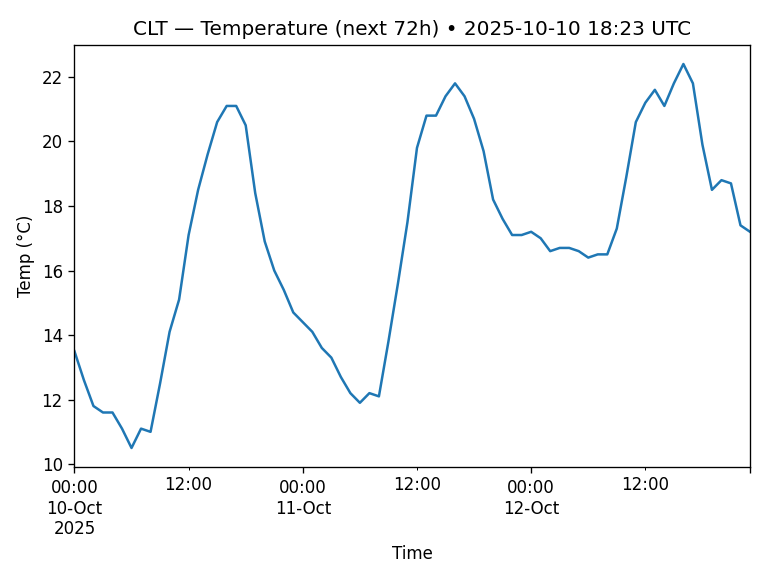 CLT — Temperature (next 72h) • 2025-10-10 18:23 UTC
22
20
18
16
14
12
10
Temp (°C)
00:00 12:00 00:00 12:00 00:00 12:00
10-Oct 11-Oct 12-Oct
2025
Time